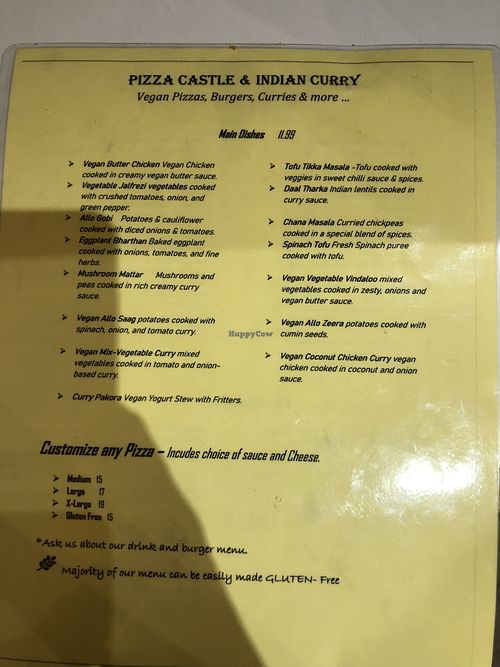 PIZZA CASTLE & INDIAN CURRY
Vegan Pizzas, Burgers, Curries & more ...
Main Dishes 11.99
➤ Vegan Butter Chicken Vegan Chicken
cooked in creamy vegan butter sauce.
➤ Vegetable Jalfrezi vegetables cooked
with crushed tomatoes, onion, and
green pepper.
➤ Allo Gobi Potatoes & cauliflower
cooked with diced onions & tomatoes.
➤ Eggplant Bharthan Baked eggplant
cooked with onions, tomatoes, and fine
herbs.
➤ Mushroom Mattar Mushrooms and
peas cooked in rich creamy curry
sauce.
➤ Vegan Allo Saag potatoes cooked with
spinach, onion, and tomato curry.
➤ Vegan Mix-Vegetable Curry mixed
vegetables cooked in tomato and onion-
based curry.
➤ Curry Pakora Vegan Yogurt Stew with Fritters.
➤ Tofu Tikka Masala -Tofu cooked with
veggies in sweet chilli sauce & spices.
➤ Daal Tharka Indian lentils cooked in
curry sauce.
➤ Chana Masala Curried chickpeas
cooked in a special blend of spices.
➤ Spinach Tofu Fresh Spinach puree
cooked with tofu.
➤ Vegan Vegetable Vindaloo mixed
vegetables cooked in zesty, onions and
vegan butter sauce.
➤ Vegan Allo Zeera potatoes cooked with
cumin seeds.
➤ Vegan Coconut Chicken Curry vegan
chicken cooked in coconut and onion
sauce.
HappyCow
Customize any Pizza – Incudes choice of sauce and Cheese.
➤ Medium 15
➤ Large 17
➤ X-Large 19
➤ Gluten Free 15
*Ask us about our drink and burger menu.
Majority of our menu can be easily made GLUTEN- Free